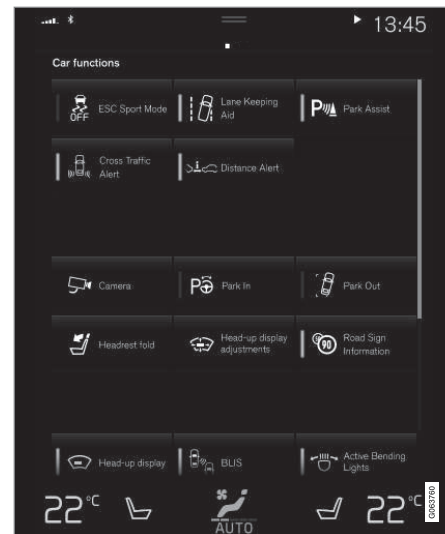 13:45
Car functions
OFF
ESC Sport Mode
Lane Keeping
Aid
P
Park Assist
Cross Traffic
Alert
Distance Alert
Camera
P
Park In
Park Out
Headrest fold
Head-up display
adjustments
90
Road Sign
Information
Head-up display
BLIS
Active Bending
Lights
22°C
AUTO
22°C
G063760